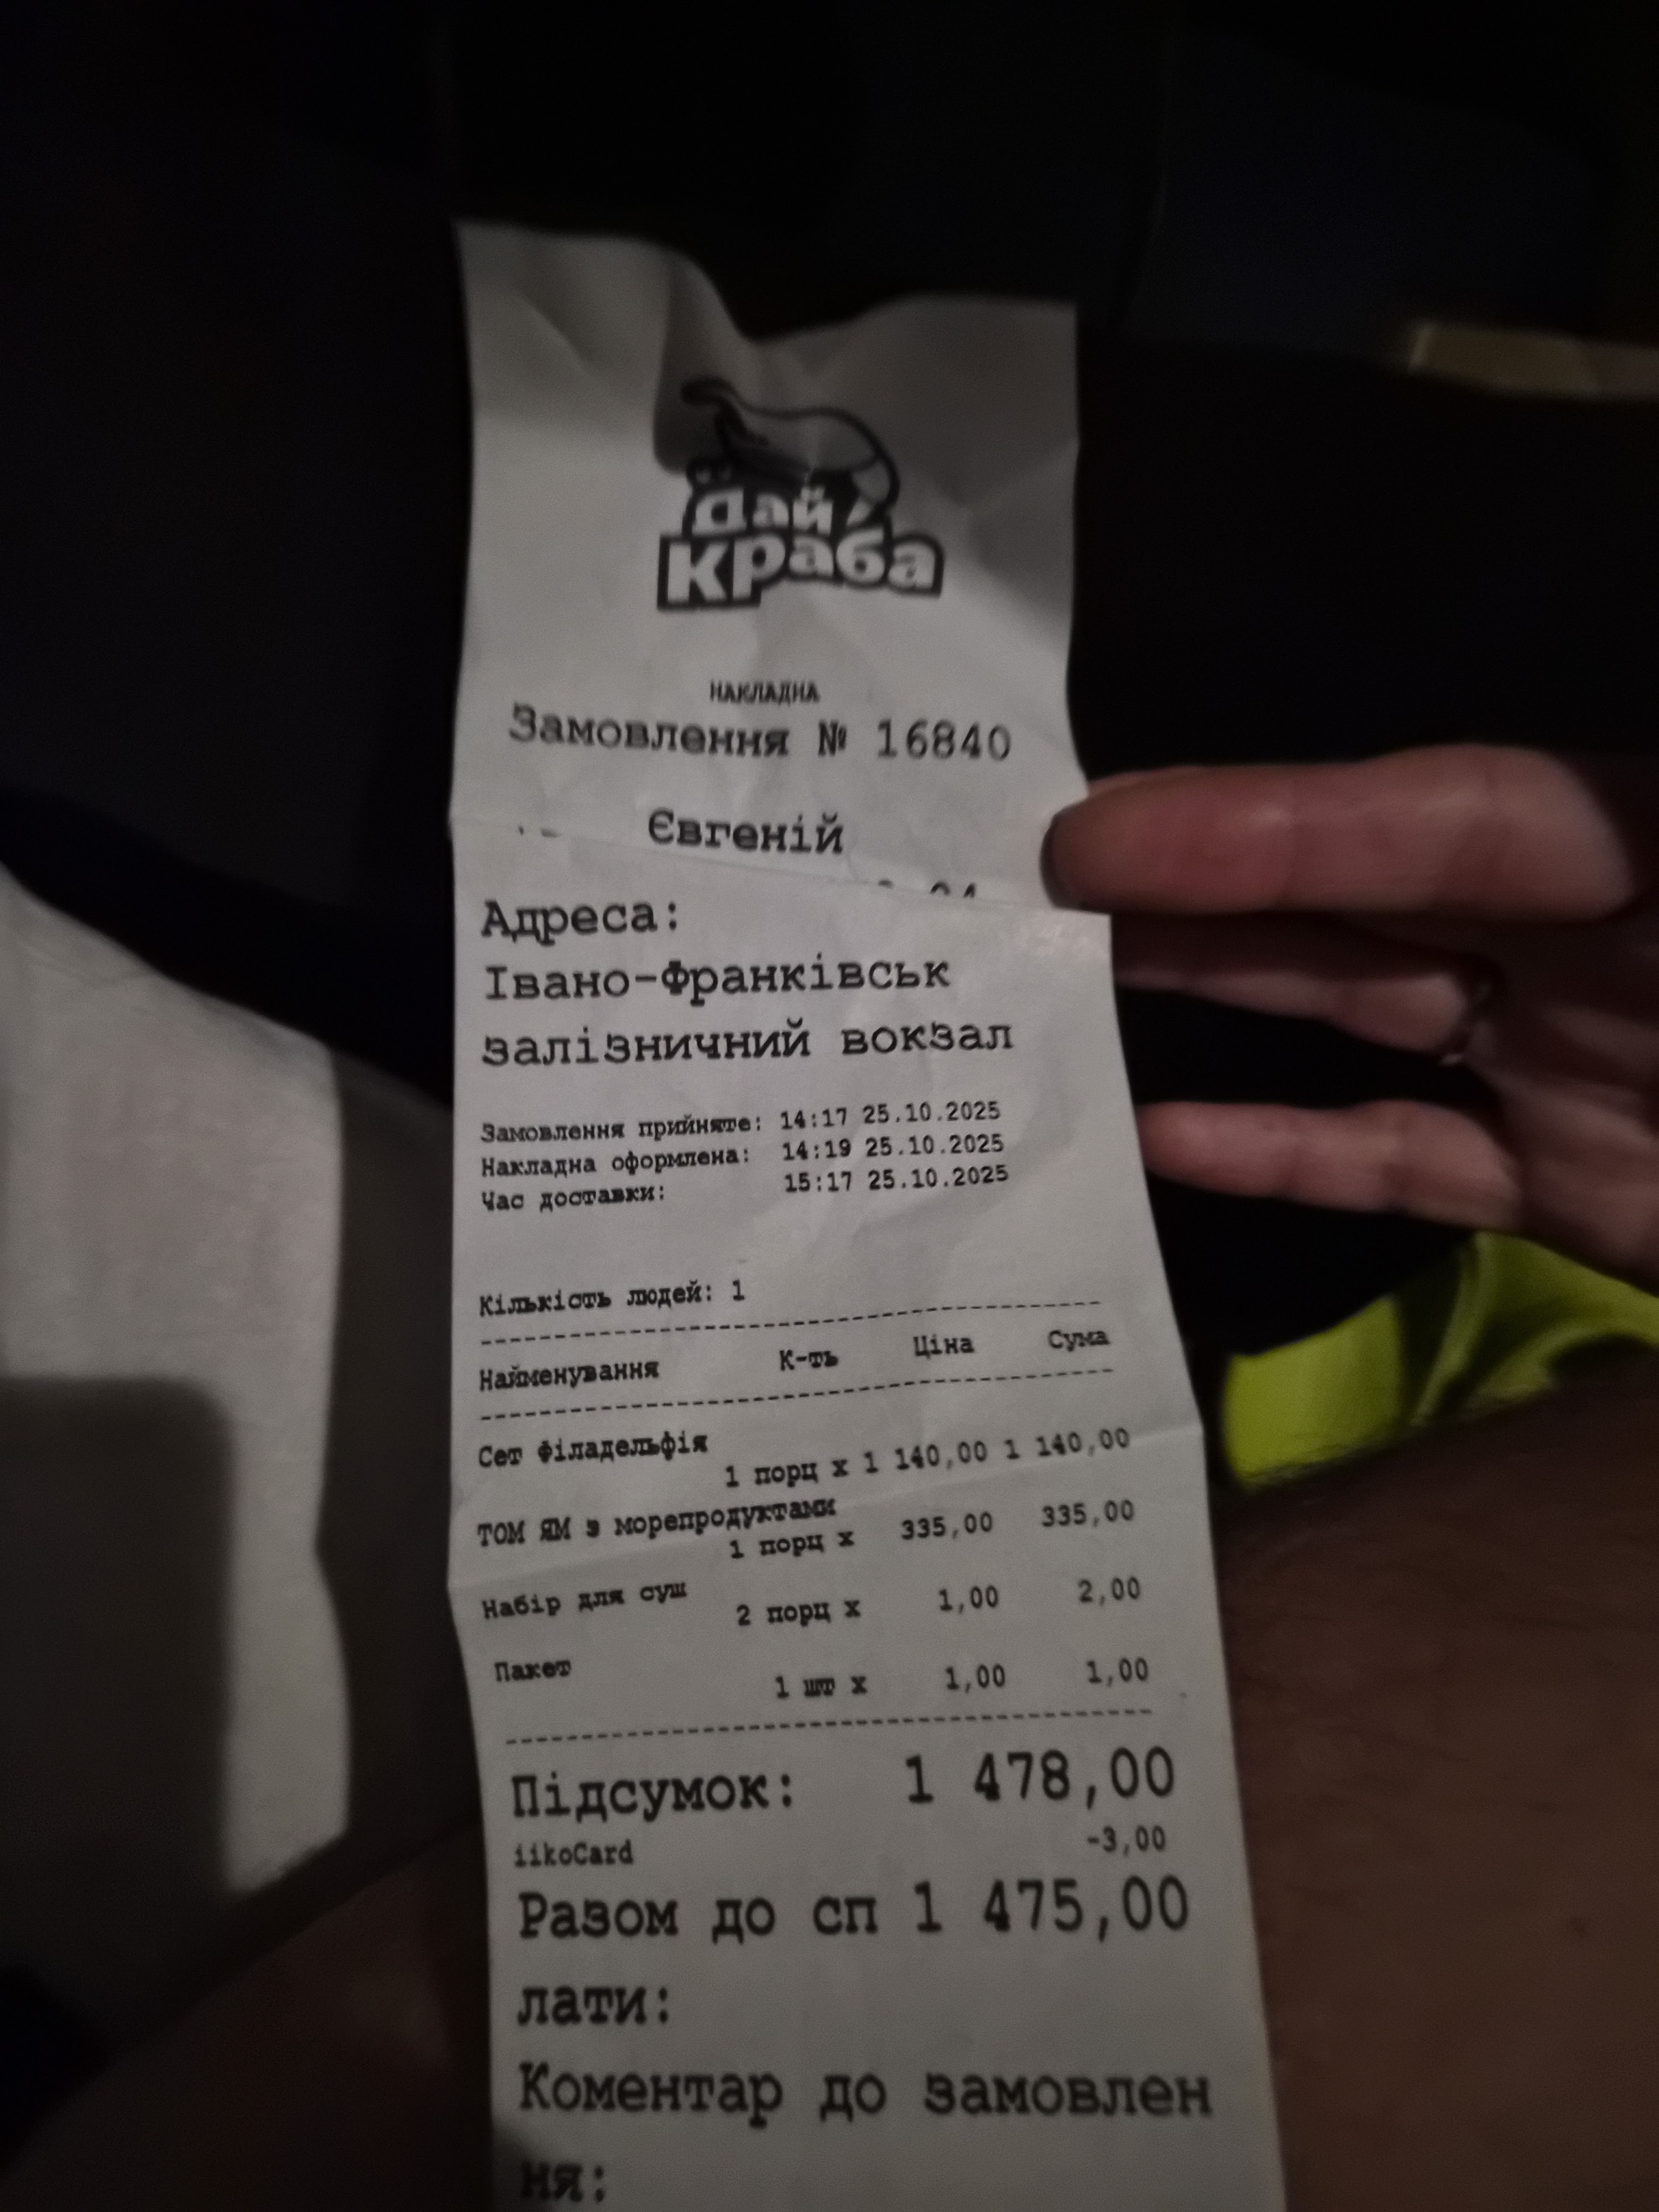 Дай
Краба
НАКЛАДНА
Замовлення № 16840
Євгеній
Адреса:
Івано-Франківськ
залізничний вокзал
Замовлення прийняте: 14:17 25.10.2025
Накладна оформлена: 14:19 25.10.2025
Час доставки: 15:17 25.10.2025
Кількість людей: 1
Найменування К-ть Ціна Сума
Сет Філадельфія
1 порц x 1 140,00 1 140,00
ТОМ ЯМ з морепродуктами
1 порц x 335,00 335,00
Набір для суш
2 порц x 1,00 2,00
Пакет
1 шт x 1,00 1,00
Підсумок: 1 478,00
iikoCard -3,00
Разом до сп 1 475,00
лати:
Коментар до замовлен
ня: